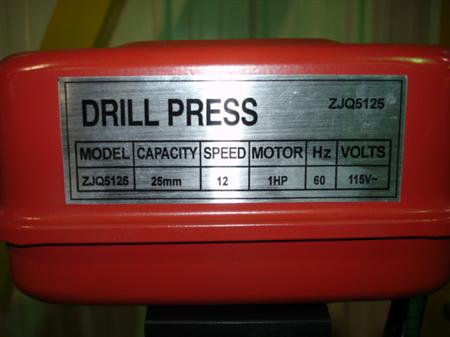 DRILL PRESS ZJQ5125
MODEL CAPACITY SPEED MOTOR Hz VOLTS
ZJQ5125 25mm 12 1HP 60 115V~